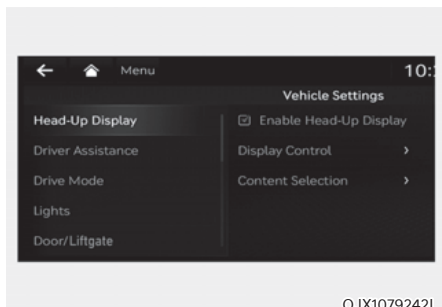 Menu 10:
Vehicle Settings
Head-Up Display
Enable Head-Up Display
Driver Assistance
Display Control
Drive Mode
Content Selection
Lights
Door/Liftgate
OJX1079242L